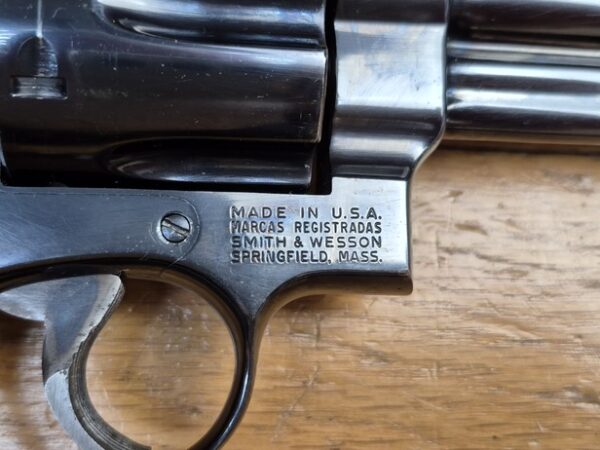 MADE IN U.S.A.
MARCAS REGISTRADAS
SMITH & WESSON
SPRINGFIELD, MASS.